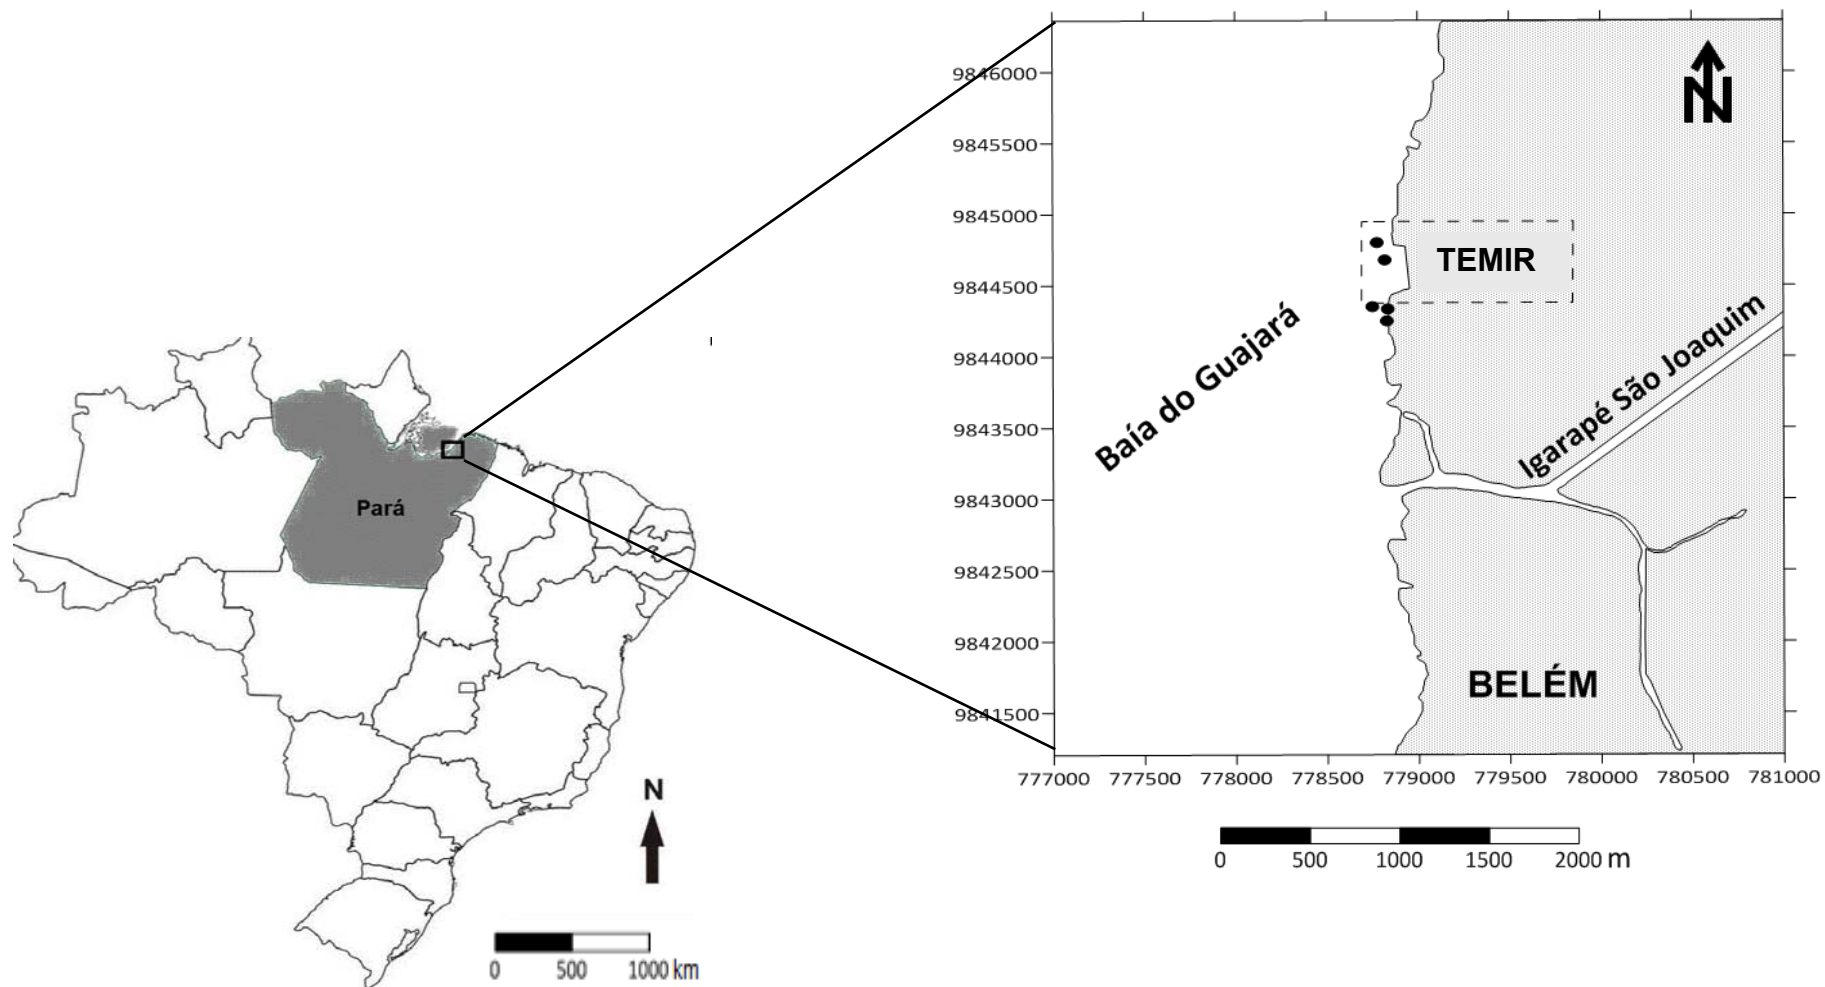 Pará
N
0 500 1000 km
N
9846000
9845500
9845000
9844500
9844000
9843500
9843000
9842500
9842000
9841500
TEMIR
Baía do Guajará
Igarapé São Joaquim
BELÉM
777000 777500 778000 778500 779000 779500 780000 780500 781000
0 500 1000 1500 2000 m